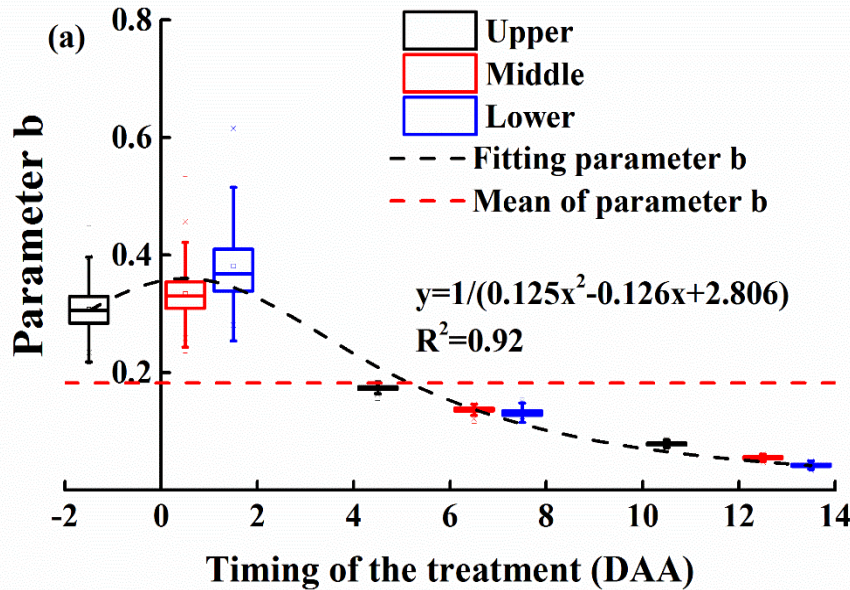 (a)
Upper
Middle
Lower
Fitting parameter b
Mean of parameter b
y=1/(0.125x²-0.126x+2.806)
R²=0.92
Parameter b
0.8
0.6
0.4
0.2
-2 0 2 4 6 8 10 12 14
Timing of the treatment (DAA)